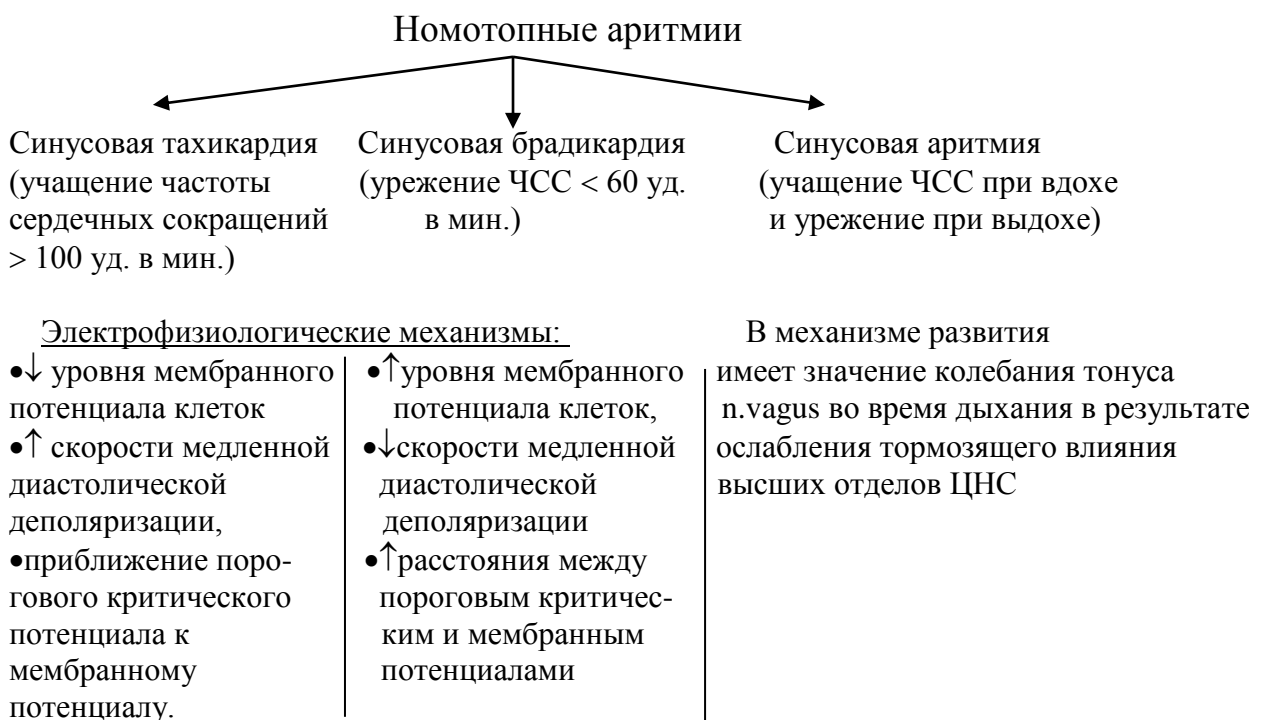 Номотопные аритмии
Синусовая тахикардия
(учащение частоты
сердечных сокращений
> 100 уд. в мин.)
Синусовая брадикардия
(урежение ЧСС < 60 уд.
в мин.)
Синусовая аритмия
(учащение ЧСС при вдохе
и урежение при выдохе)
Электрофизиологические механизмы:
•↓ уровня мембранного
потенциала клеток
•↑ скорости медленной
диастолической
деполяризации,
•приближение поро-
гового критического
потенциала к
мембранному
потенциалу.
•↑уровня мембранного
потенциала клеток,
•↓скорости медленной
диастолической
деполяризации
•↑расстояния между
пороговым критичес-
ким и мембранным
потенциалами
В механизме развития
имеет значение колебания тонуса
n.vagus во время дыхания в результате
ослабления тормозящего влияния
высших отделов ЦНС